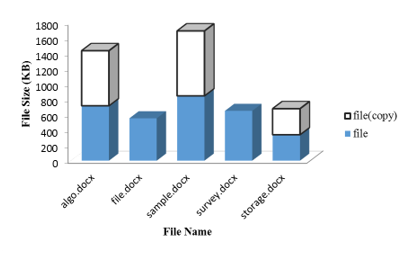 1800
1600
1400
1200
1000
800
600
400
200
0
File Size (KB)
algo.docx
file.docx
sample.docx
survey.docx
storage.docx
File Name
file(copy)
file